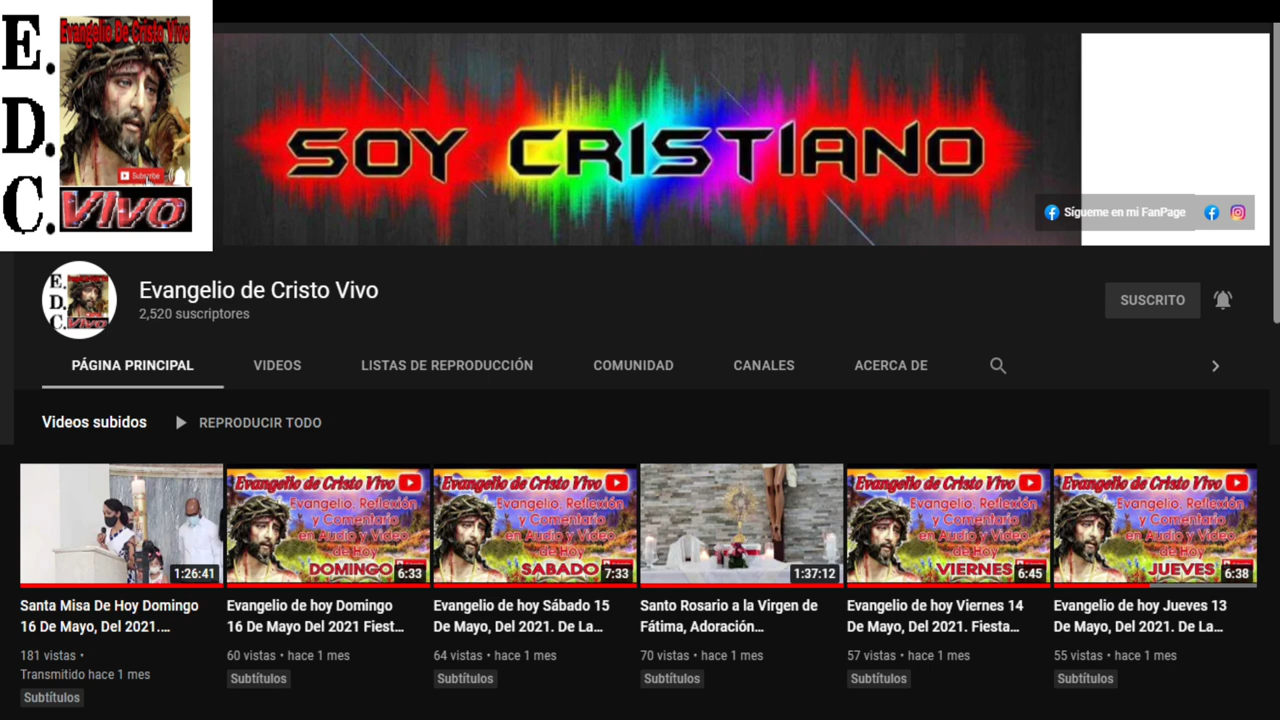 E.
D.
C.
Evangelio De Cristo Vivo
Subscribe
Vivo
SOY CRISTIANO
Sígueme en mi FanPage
E.
D.
C.
Vivo
Evangelio de Cristo Vivo
2,520 suscriptores
SUSCRITO
PÁGINA PRINCIPAL
VIDEOS
LISTAS DE REPRODUCCIÓN
COMUNIDAD
CANALES
ACERCA DE
Videos subidos
REPRODUCIR TODO
1:26:41
Santa Misa De Hoy Domingo
16 De Mayo, Del 2021....
181 vistas •
Transmitido hace 1 mes
Subtítulos
Evangelio de Cristo Vivo
Evangelio, Reflexión
y Comentario
en Audio y Video
de Hoy
DOMINGO
6:33
Evangelio de hoy Domingo
16 De Mayo Del 2021 Fiest...
60 vistas • hace 1 mes
Subtítulos
Evangelio de Cristo Vivo
Evangelio, Reflexión
y Comentario
en Audio y Video
de Hoy
SABADO
7:33
Evangelio de hoy Sábado 15
De Mayo, Del 2021. De La...
64 vistas • hace 1 mes
Subtítulos
1:37:12
Santo Rosario a la Virgen de
Fátima, Adoración...
70 vistas • hace 1 mes
Subtítulos
Evangelio de Cristo Vivo
Evangelio, Reflexión
y Comentario
en Audio y Video
de Hoy
VIERNES
6:45
Evangelio de hoy Viernes 14
De Mayo, Del 2021. Fiesta...
57 vistas • hace 1 mes
Subtítulos
Evangelio de Cristo Vivo
Evangelio, Reflexión
y Comentario
en Audio y Video
de Hoy
JUEVES
6:38
Evangelio de hoy Jueves 13
De Mayo, Del 2021. De La...
55 vistas • hace 1 mes
Subtítulos